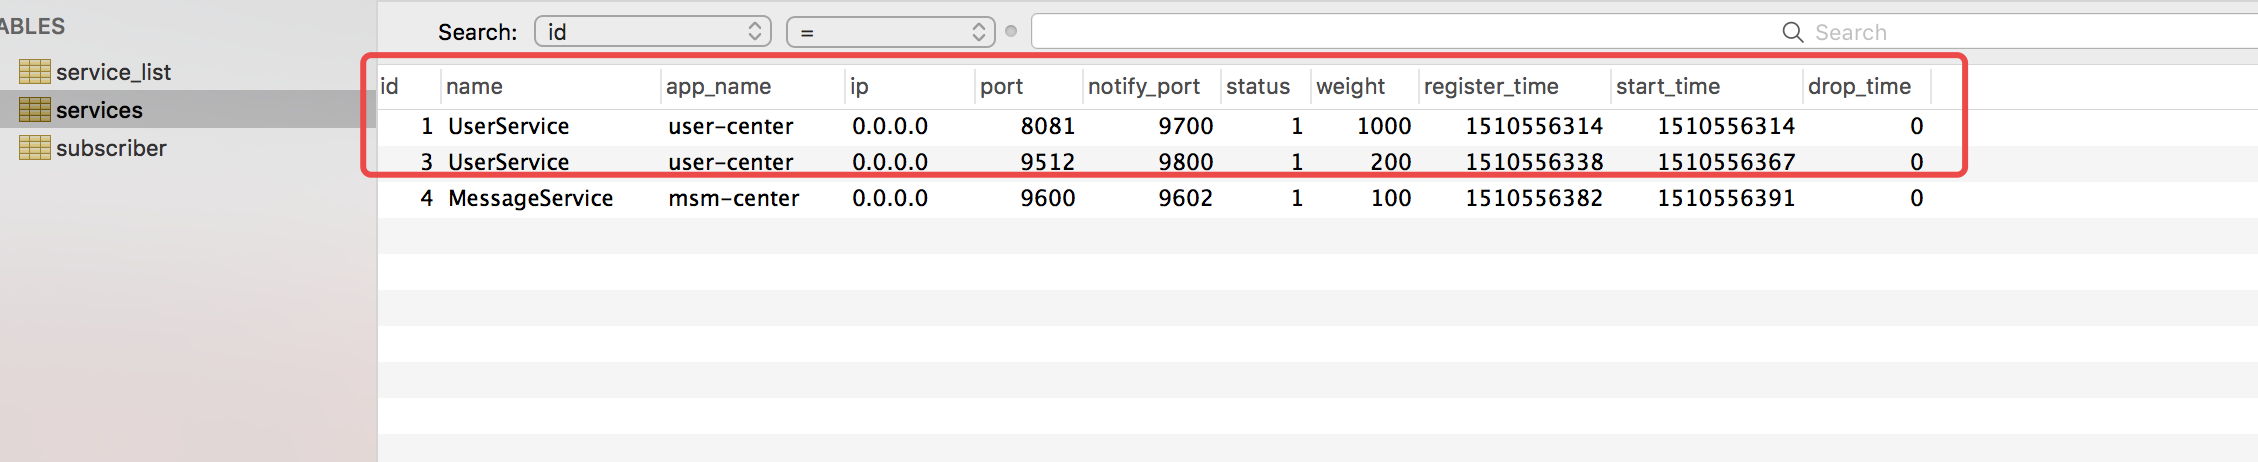 ABLES
service_list
services
subscriber
Search: id = Search
id name app_name ip port notify_port status weight register_time start_time drop_time
1 UserService user-center 0.0.0.0 8081 9700 1 1000 1510556314 1510556314 0
3 UserService user-center 0.0.0.0 9512 9800 1 200 1510556338 1510556367 0
4 MessageService msm-center 0.0.0.0 9600 9602 1 100 1510556382 1510556391 0